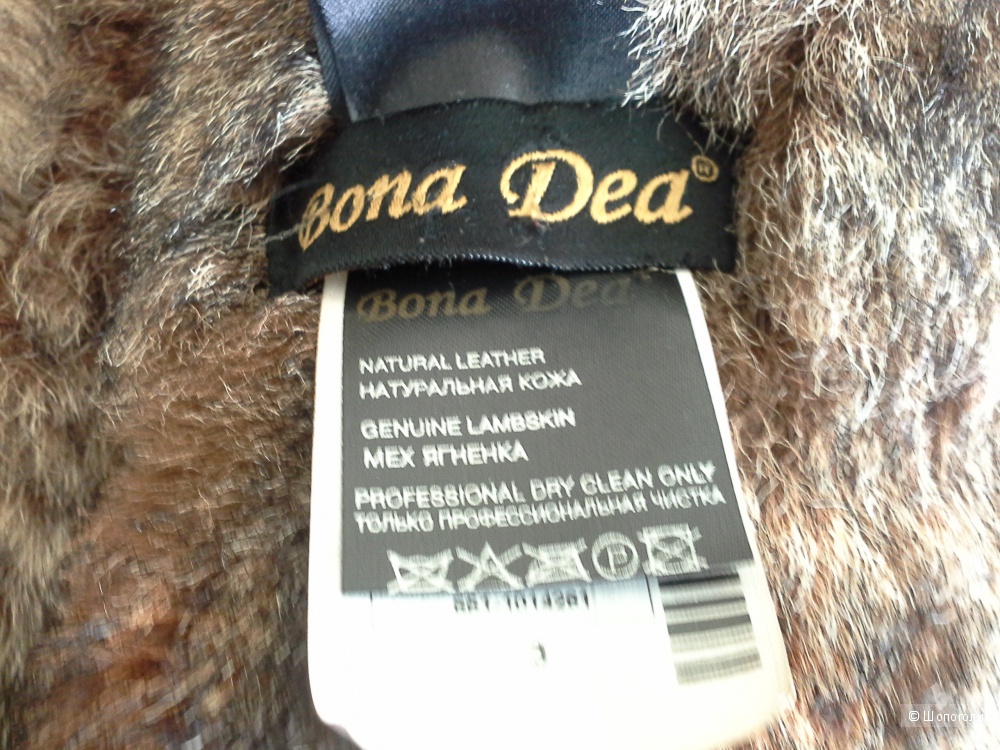 Bona Dea®
Bona Dea
NATURAL LEATHER
НАТУРАЛЬНАЯ КОЖА
GENUINE LAMBSKIN
МЕХ ЯГНЕНКА
PROFESSIONAL DRY CLEAN ONLY
ТОЛЬКО ПРОФЕССИОНАЛЬНАЯ ЧИСТКА
P